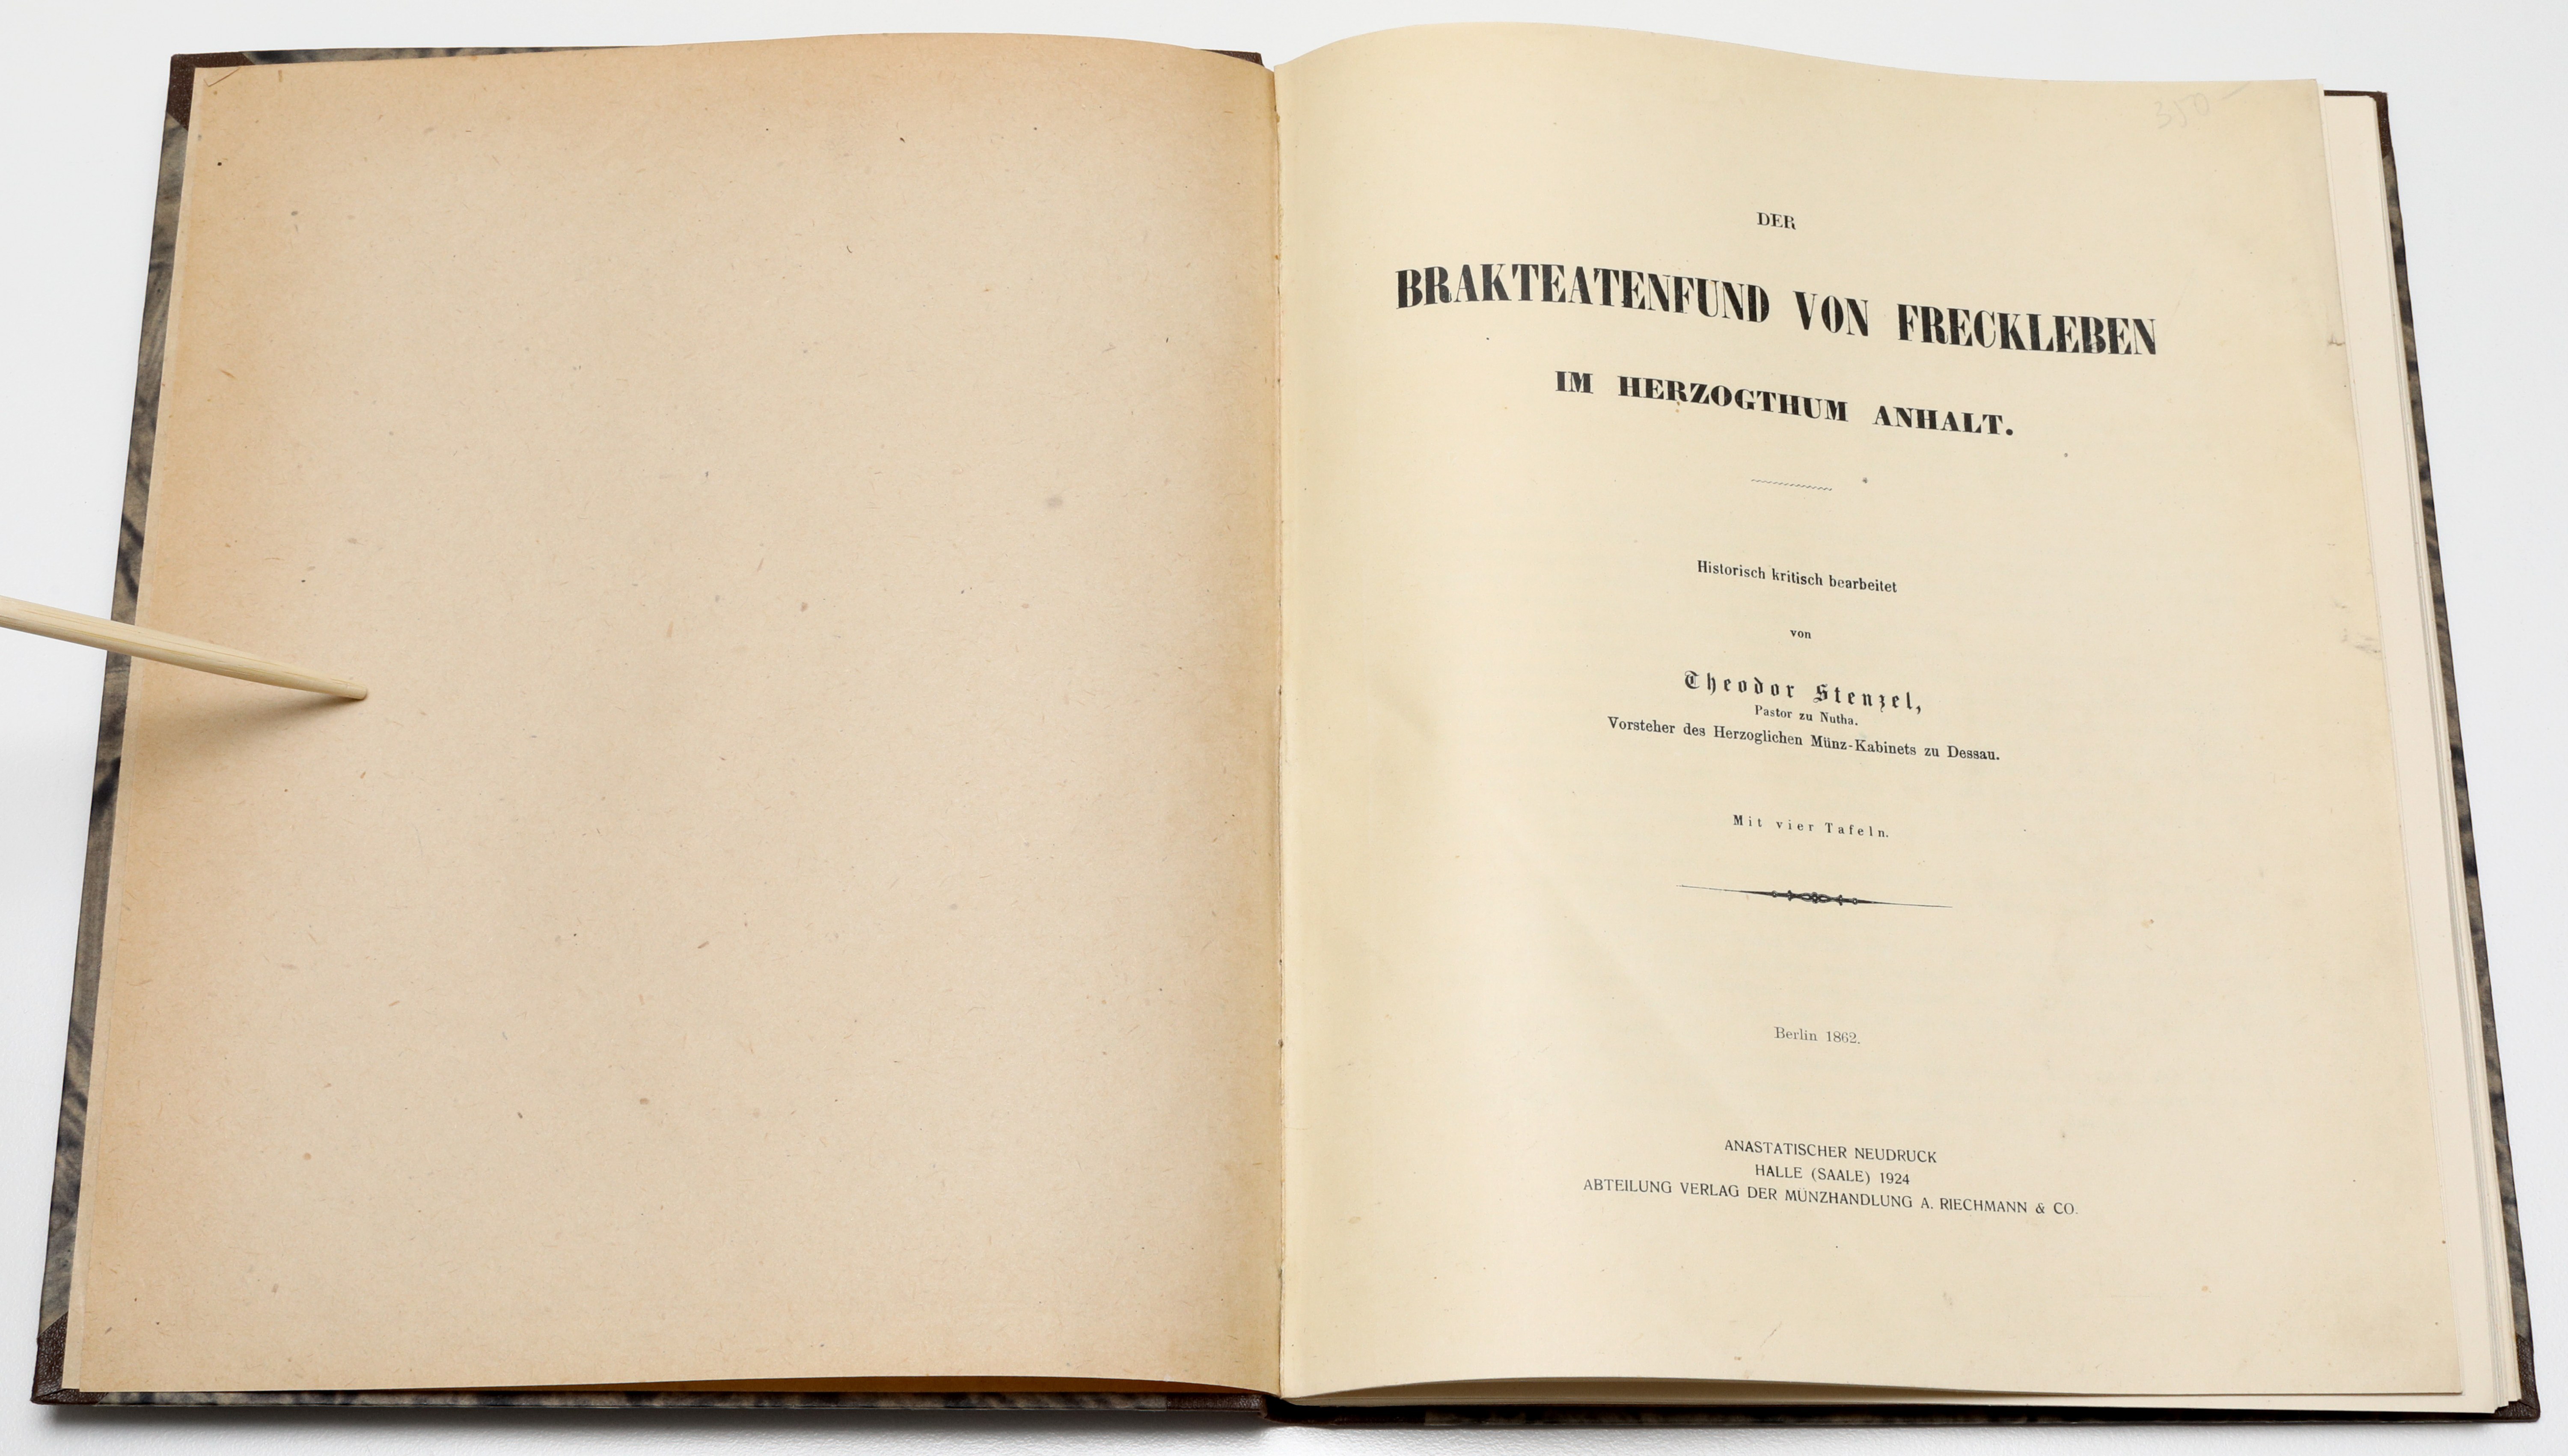 350 —
DER
BRAKTEATENFUND VON FRECKLEBEN
IM HERZOGTHUM ANHALT.
Historisch kritisch bearbeitet
von
Theodor Stenzel,
Pastor zu Nutha.
Vorsteher des Herzoglichen Münz-Kabinets zu Dessau.
Mit vier Tafeln.
Berlin 1862.
ANASTATISCHER NEUDRUCK
HALLE (SAALE) 1924
ABTEILUNG VERLAG DER MÜNZHANDLUNG A. RIECHMANN & CO.